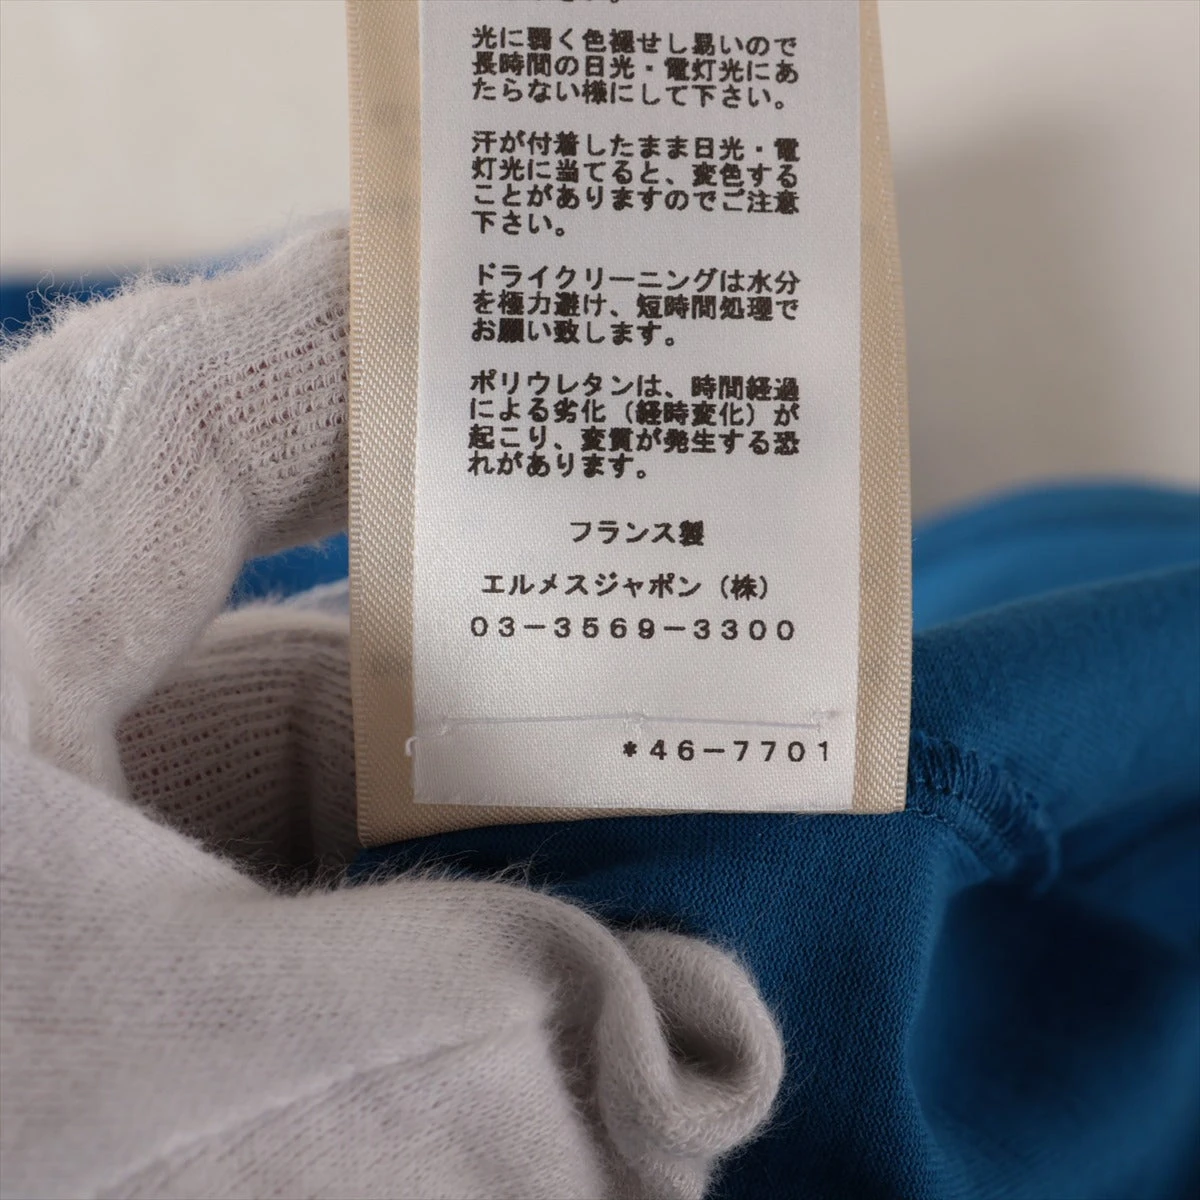 光に弱く色褪せし易いので
長時間の日光・電灯光にあ
たらない様にして下さい。
汗が付着したまま日光・電
灯光に当てると、変色する
ことがありますのでご注意
下さい。
ドライクリーニングは水分
を極力避け、短時間処理で
お願い致します。
ポリウレタンは、時間経過
による劣化（経時変化）が
起こり、変質が発生する恐
れがあります。
フランス製
エルメスジャポン（株）
03-3569-3300
*46-7701